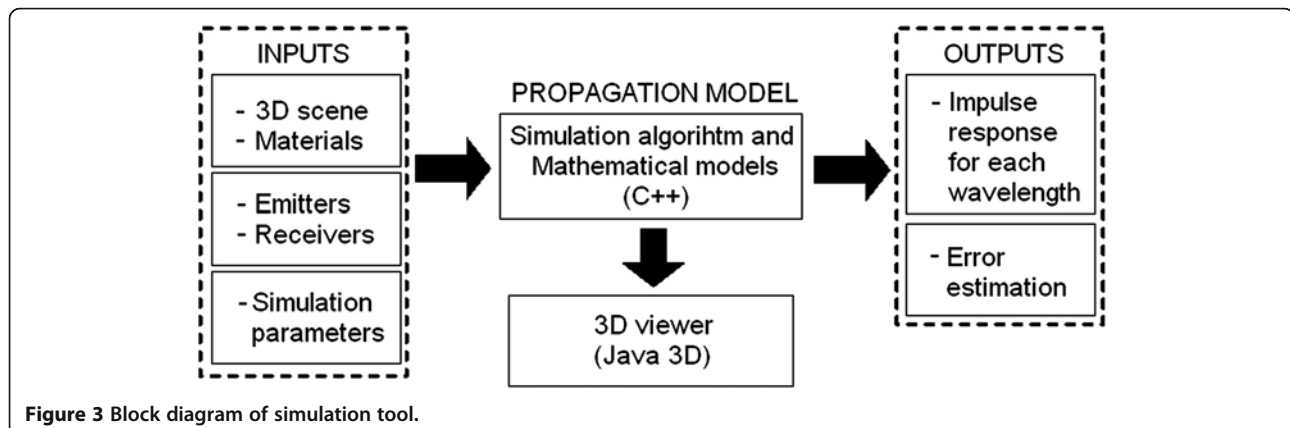 INPUTS
- 3D scene
- Materials
- Emitters
- Receivers
- Simulation
parameters
PROPAGATION MODEL
Simulation algorihtm and
Mathematical models
(C++)
3D viewer
(Java 3D)
OUTPUTS
- Impulse
response
for each
wavelength
- Error
estimation
Figure 3 Block diagram of simulation tool.